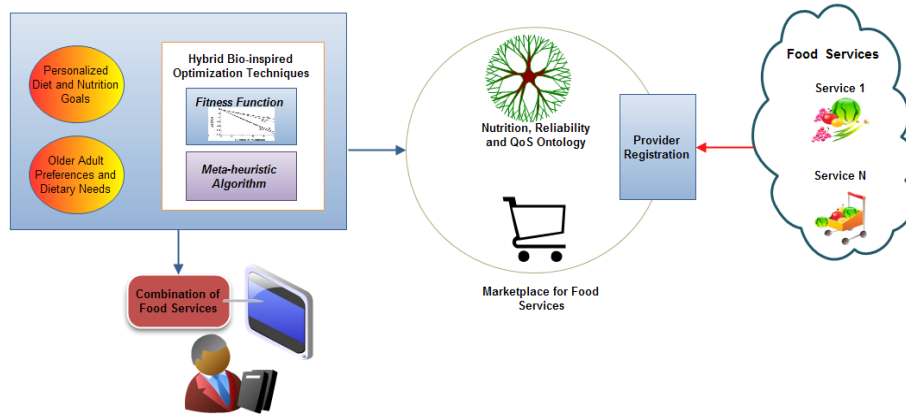 Personalized
Diet and Nutrition
Goals
Older Adult
Preferences and
Dietary Needs
Hybrid Bio-inspired
Optimization Techniques
Fitness Function
Meta-heuristic
Algorithm
Combination of
Food Services
Nutrition, Reliability
and QoS Ontology
Marketplace for Food
Services
Provider
Registration
Food Services
Service 1
Service N